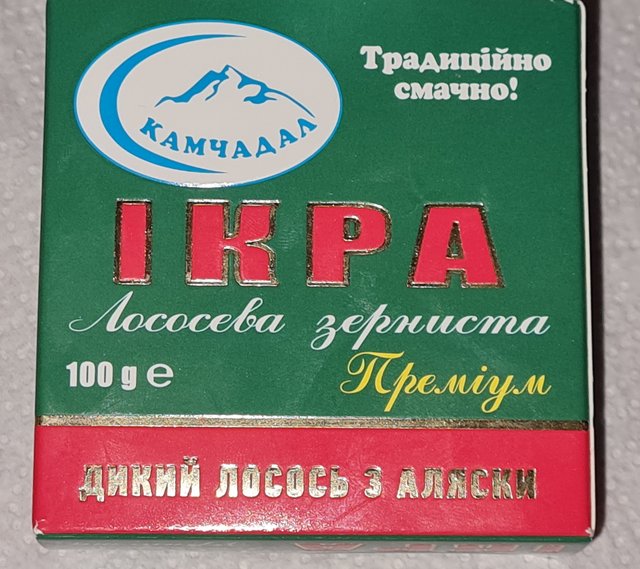 КАМЧАДАЛ
Традиційно
смачно!
ІКРА
Лососева зерниста
100 g e
Преміум
ДИКИЙ ЛОСОСЬ З АЛЯСКИ